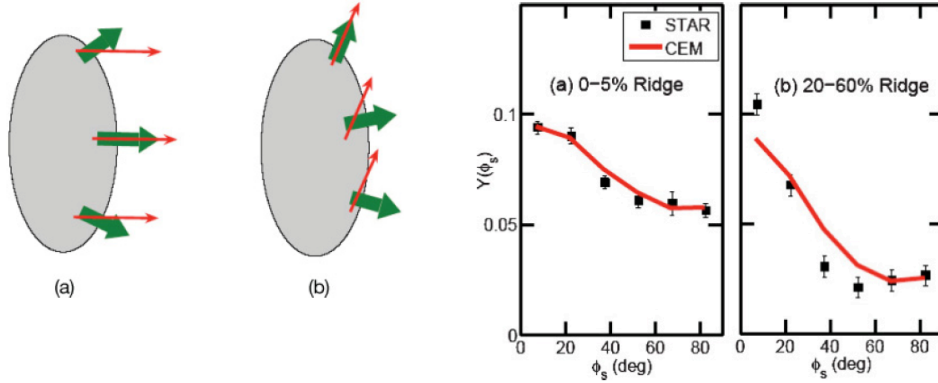 (a)
(b)
STAR
CEM
(a) 0-5% Ridge
(b) 20-60% Ridge
0.1
0.05
0
Y(ϕs)
0 20 40 60 80
0 20 40 60 80
ϕs (deg)
ϕs (deg)